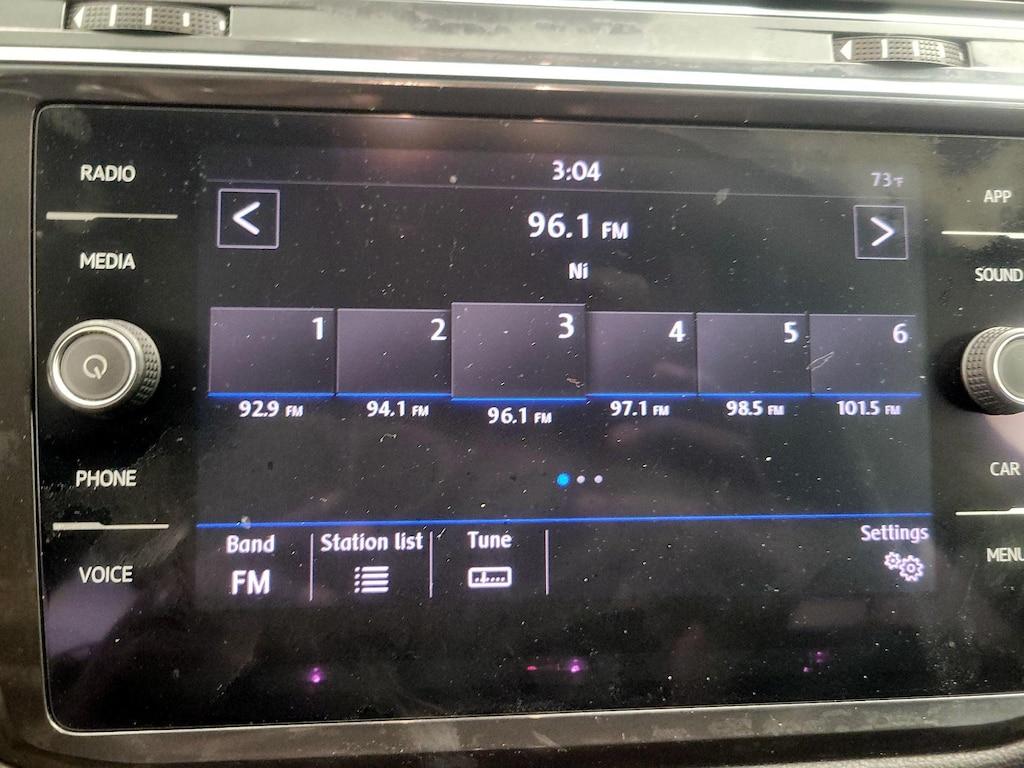 RADIO
MEDIA
PHONE
VOICE
3:04
73°F
<
96.1 FM
>
Ni
1
2
3
4
5
6
92.9 FM
94.1 FM
96.1 FM
97.1 FM
98.5 FM
101.5 FM
Band
FM
Station list
Tune
Settings
APP
SOUND
CAR
MENU